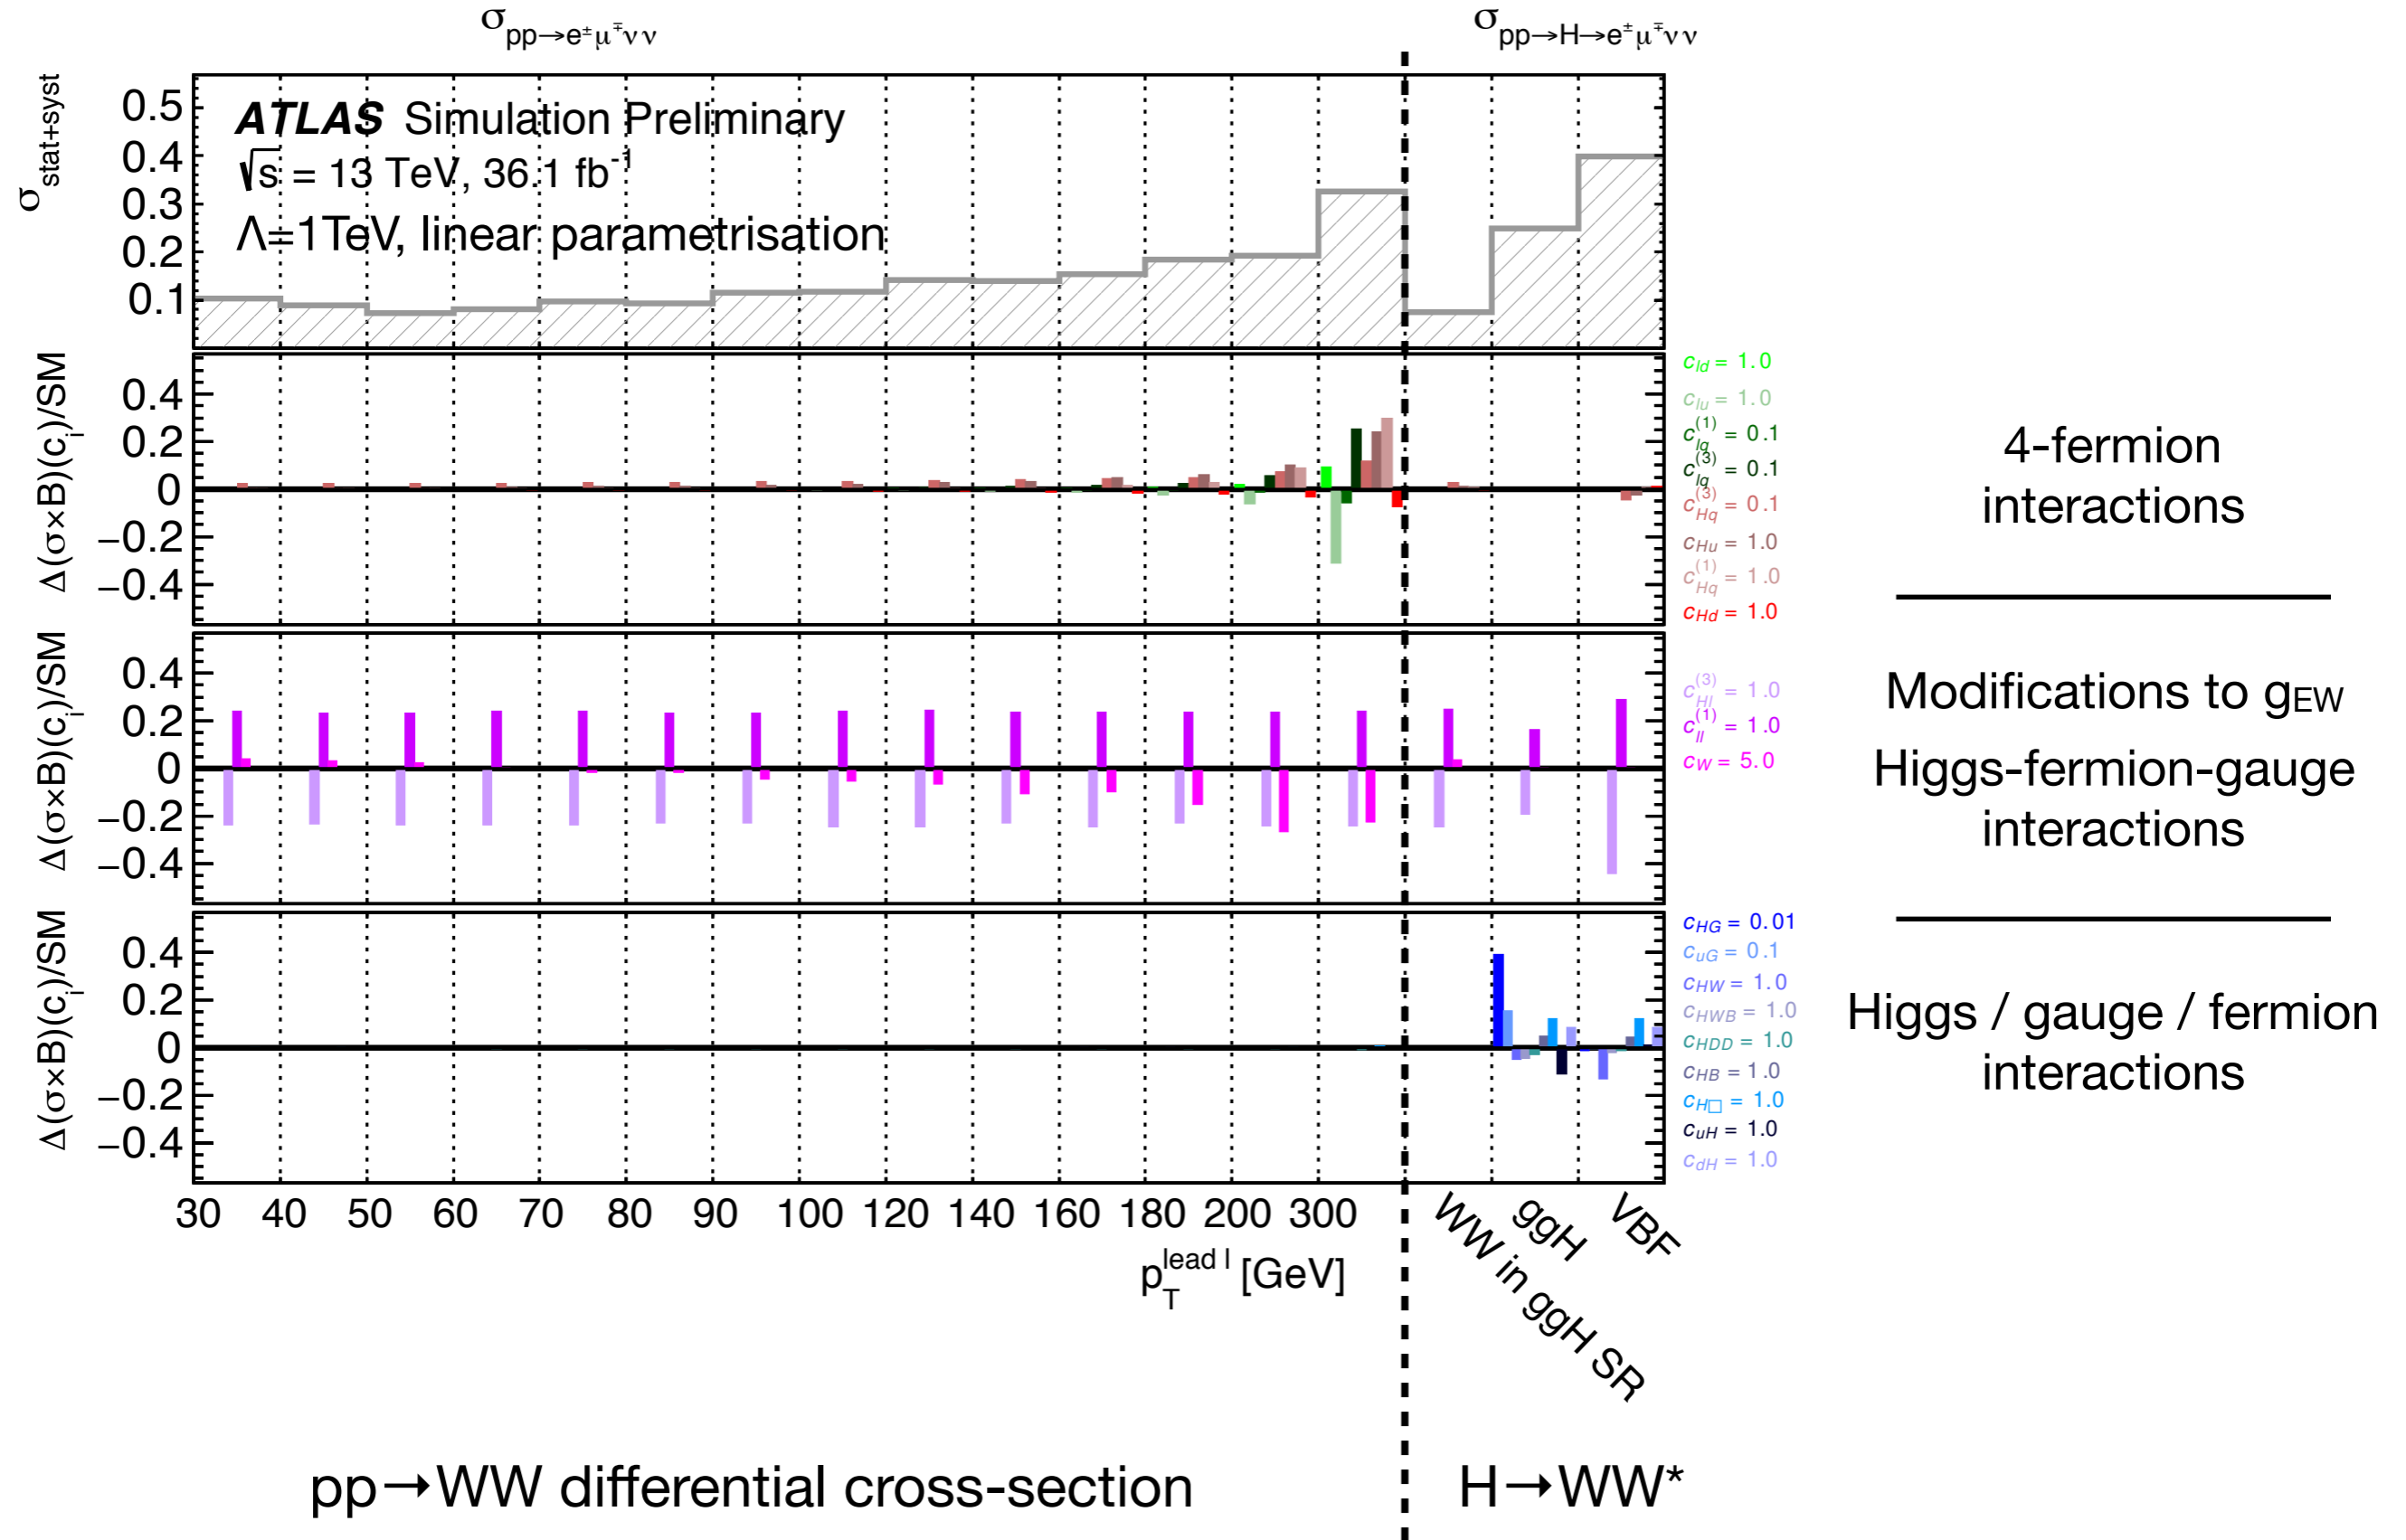 σpp→e±μ∓νν
σpp→H→e±μ∓νν
σstat+syst
0.5
0.4
0.3
0.2
0.1
ATLAS Simulation Preliminary
√s = 13 TeV, 36.1 fb-1
Λ=1TeV, linear parametrisation
Δ(σ×B)(ci)/SM
0.4
0.2
0
−0.2
−0.4
cld = 1.0
clu = 1.0
clq(1) = 0.1
clq(3) = 0.1
cHq(3) = 0.1
cHu = 1.0
cHq(1) = 1.0
cHd = 1.0
4-fermion
interactions
Δ(σ×B)(ci)/SM
0.4
0.2
0
−0.2
−0.4
cHl(3) = 1.0
cll(1) = 1.0
cW = 5.0
Modifications to gEW
Higgs-fermion-gauge
interactions
Δ(σ×B)(ci)/SM
0.4
0.2
0
−0.2
−0.4
cHG = 0.01
cuG = 0.1
cHW = 1.0
cHWB = 1.0
cHDD = 1.0
cHB = 1.0
cH□ = 1.0
cuH = 1.0
cdH = 1.0
Higgs / gauge / fermion
interactions
30 40 50 60 70 80 90 100 120 140 160 180 200 300
WW in ggH SR
ggH
VBF
pTlead l [GeV]
pp→WW differential cross-section
H→WW*